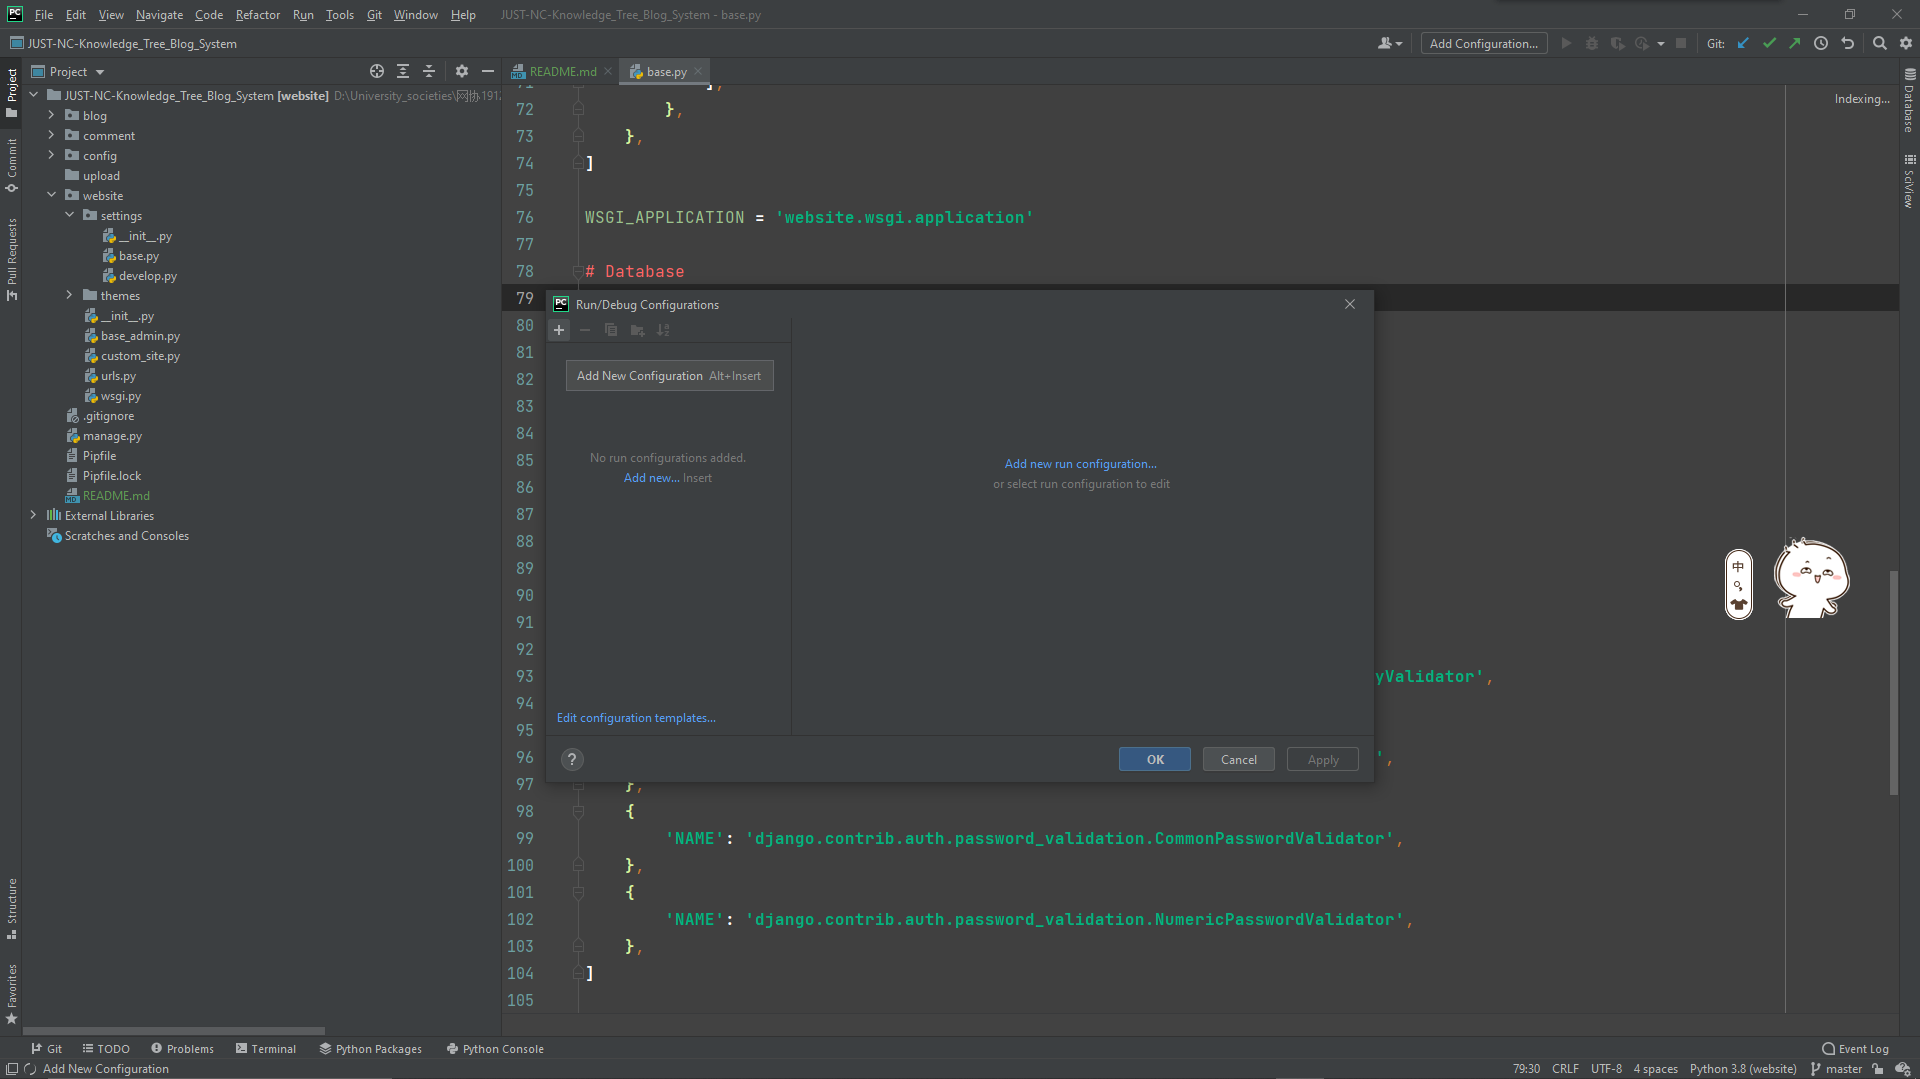 PC File Edit View Navigate Code Refactor Run Tools Git Window Help JUST-NC-Knowledge_Tree_Blog_System - base.py
JUST-NC-Knowledge_Tree_Blog_System
Add Configuration...
Git:
Project
Project
Commit
Pull Requests
Structure
Favorites
JUST-NC-Knowledge_Tree_Blog_System [website] D:\University_societies\网协191
blog
comment
config
upload
website
settings
__init__.py
base.py
develop.py
themes
__init__.py
base_admin.py
custom_site.py
urls.py
wsgi.py
.gitignore
manage.py
Pipfile
Pipfile.lock
README.md
External Libraries
Scratches and Consoles
README.md
base.py
Indexing...
Database
SciView
72 },
73 },
74 ]
75
76 WSGI_APPLICATION = 'website.wsgi.application'
77
78 # Database
79
80
81
82
83
84
85
86
87
88
89
90
91
92
93 yValidator',
94
95
96 ',
97 },
98 {
99 'NAME': 'django.contrib.auth.password_validation.CommonPasswordValidator',
100 },
101 {
102 'NAME': 'django.contrib.auth.password_validation.NumericPasswordValidator',
103 },
104 ]
105
PC Run/Debug Configurations
Add New Configuration Alt+Insert
No run configurations added.
Add new... Insert
Add new run configuration...
or select run configuration to edit
Edit configuration templates...
?
OK
Cancel
Apply
中
Git
TODO
Problems
Terminal
Python Packages
Python Console
Event Log
Add New Configuration
79:30 CRLF UTF-8 4 spaces Python 3.8 (website) master